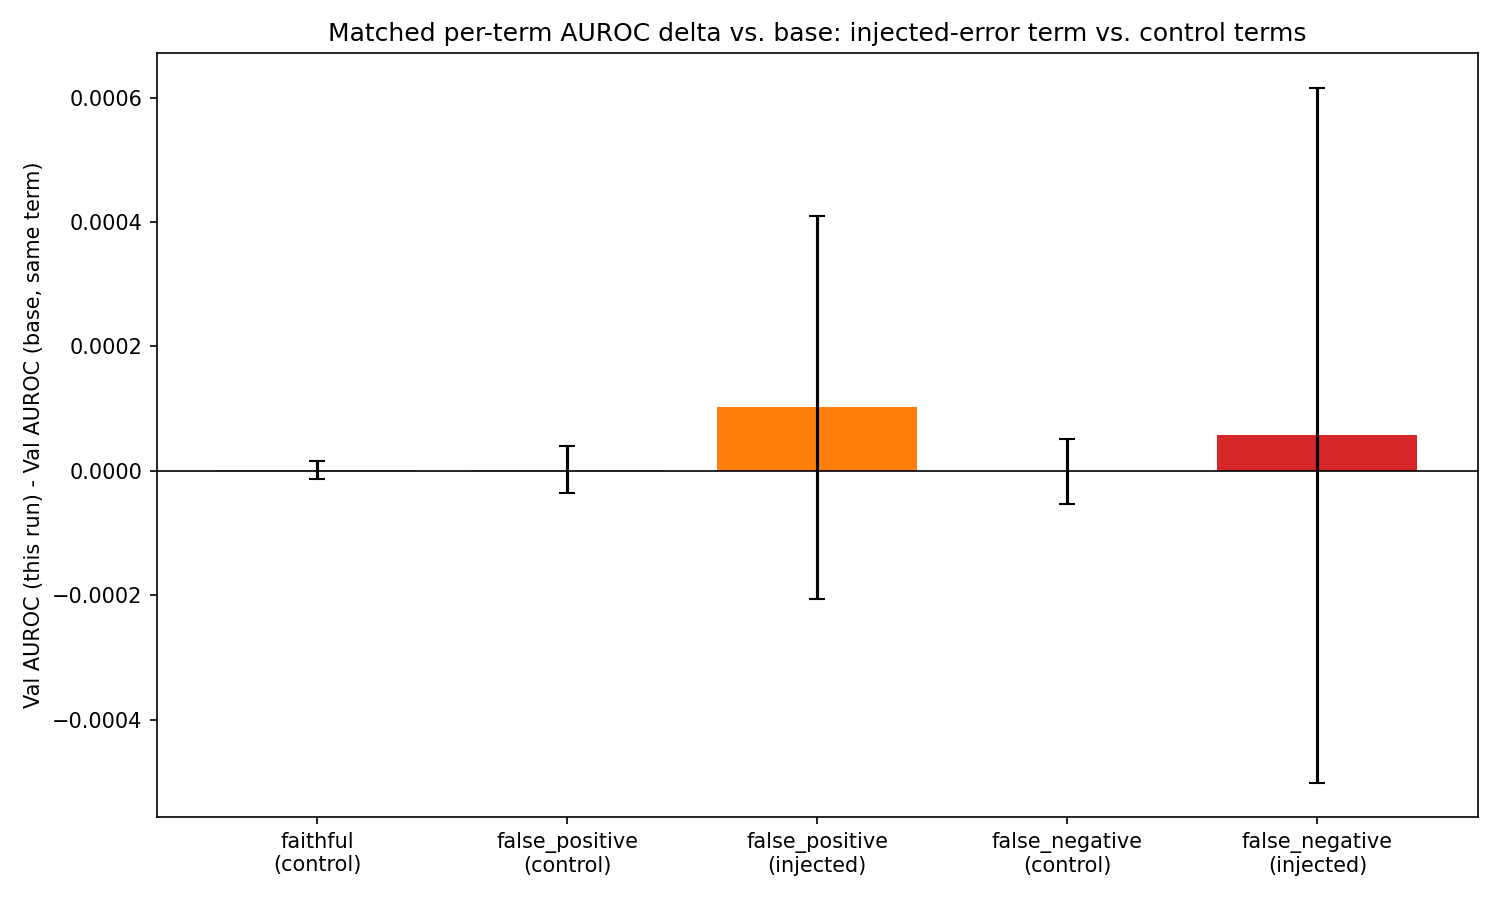 Matched per-term AUROC delta vs. base: injected-error term vs. control terms
Val AUROC (this run) - Val AUROC (base, same term)
0.0006
0.0004
0.0002
0.0000
−0.0002
−0.0004
faithful
(control)
false_positive
(control)
false_positive
(injected)
false_negative
(control)
false_negative
(injected)